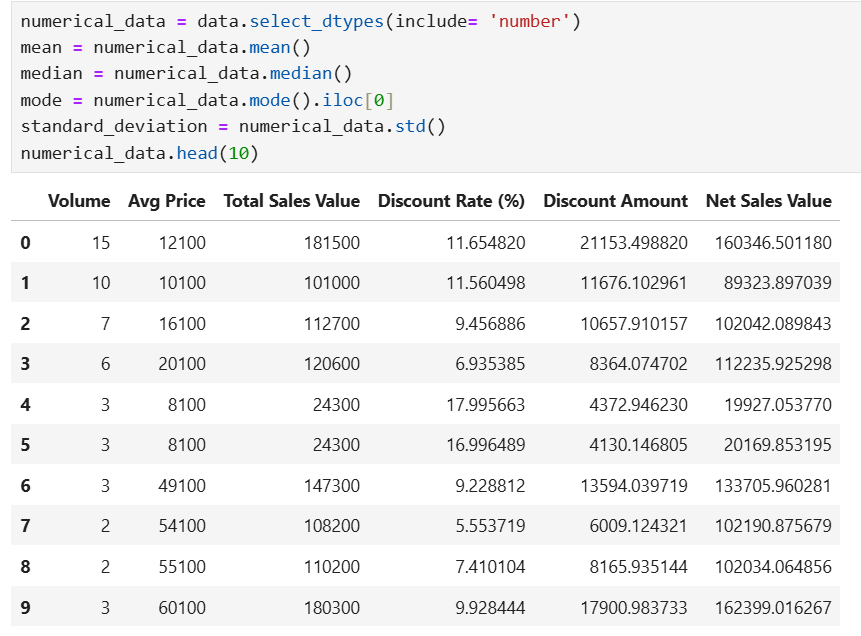 numerical_data = data.select_dtypes(include= 'number')
mean = numerical_data.mean()
median = numerical_data.median()
mode = numerical_data.mode().iloc[0]
standard_deviation = numerical_data.std()
numerical_data.head(10)
Volume Avg Price Total Sales Value Discount Rate (%) Discount Amount Net Sales Value
0 15 12100 181500 11.654820 21153.498820 160346.501180
1 10 10100 101000 11.560498 11676.102961 89323.897039
2 7 16100 112700 9.456886 10657.910157 102042.089843
3 6 20100 120600 6.935385 8364.074702 112235.925298
4 3 8100 24300 17.995663 4372.946230 19927.053770
5 3 8100 24300 16.996489 4130.146805 20169.853195
6 3 49100 147300 9.228812 13594.039719 133705.960281
7 2 54100 108200 5.553719 6009.124321 102190.875679
8 2 55100 110200 7.410104 8165.935144 102034.064856
9 3 60100 180300 9.928444 17900.983733 162399.016267